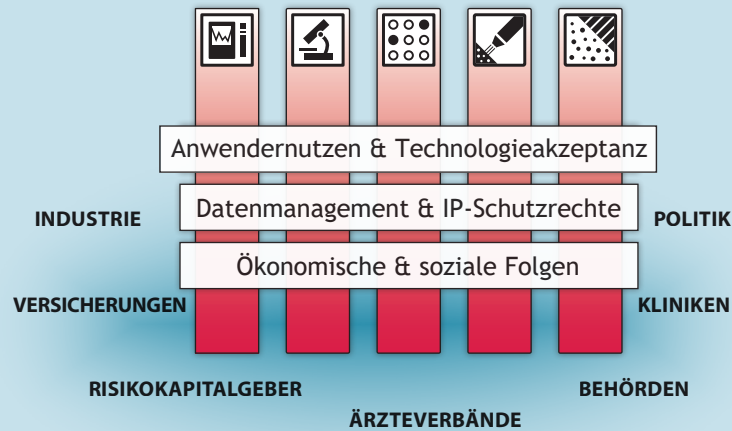 Anwendernutzen & Technologieakzeptanz
Datenmanagement & IP-Schutzrechte
INDUSTRIE
POLITIK
Ökonomische & soziale Folgen
VERSICHERUNGEN
KLINIKEN
RISIKOKAPITALGEBER
BEHÖRDEN
ÄRZTEVERBÄNDE